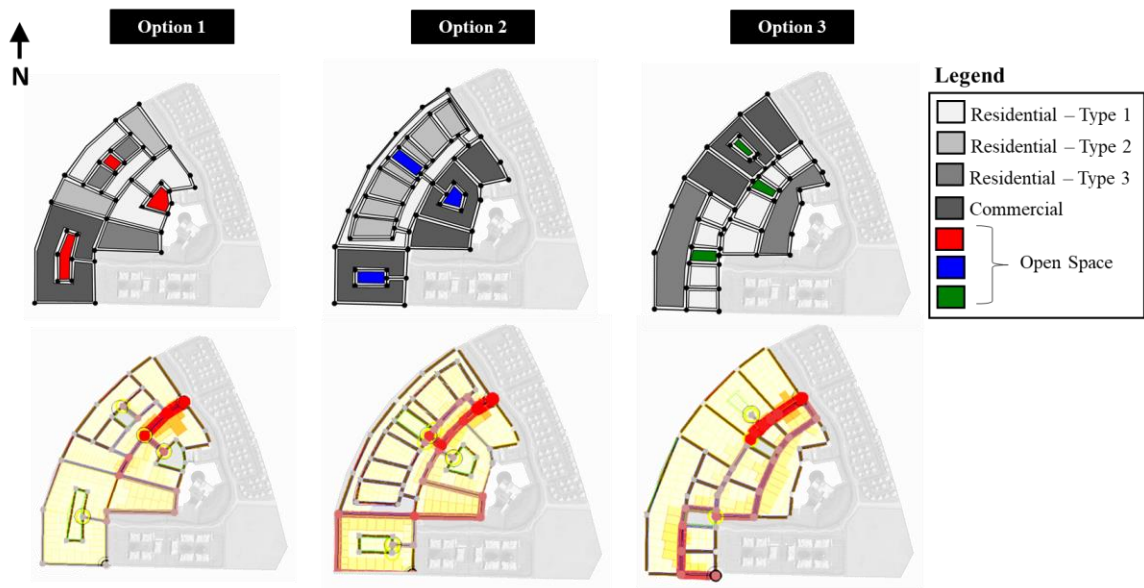 Option 1
Option 2
Option 3
N
Legend
Residential – Type 1
Residential – Type 2
Residential – Type 3
Commercial
Open Space